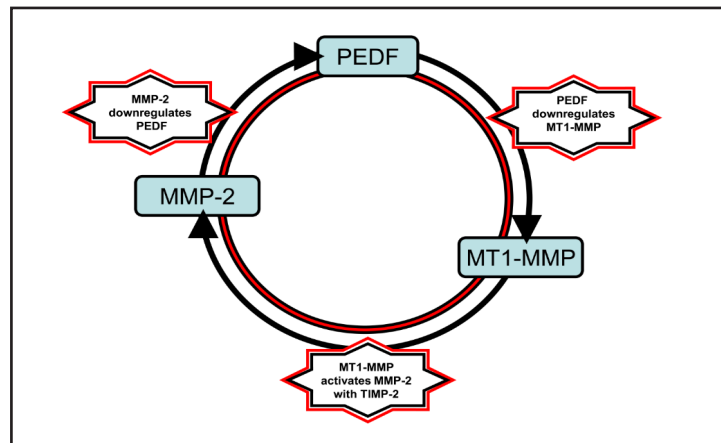 PEDF
MMP-2
downregulates
PEDF
PEDF
downregulates
MT1-MMP
MMP-2
MT1-MMP
MT1-MMP
activates MMP-2
with TIMP-2